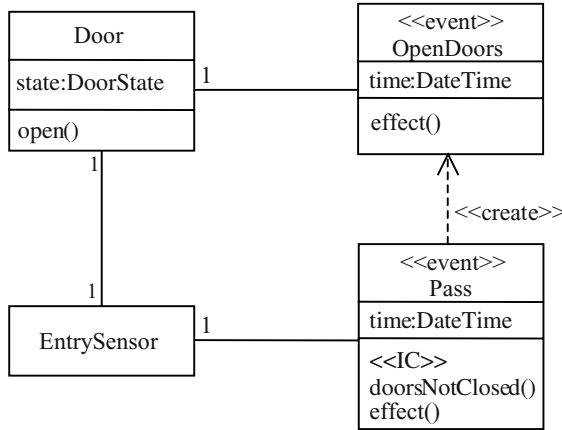 Door
state:DoorState
open()
1
<<event>>
OpenDoors
time:DateTime
effect()
1
<<create>>
1
EntrySensor
1
<<event>>
Pass
time:DateTime
<<IC>>
doorsNotClosed()
effect()